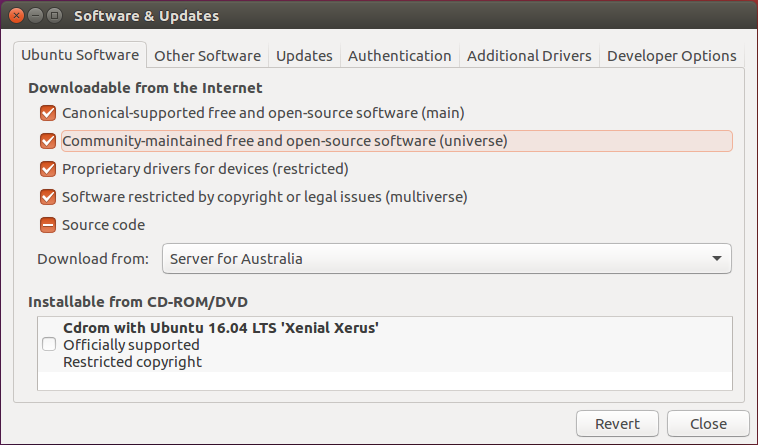 Software & Updates
Ubuntu Software Other Software Updates Authentication Additional Drivers Developer Options
Downloadable from the Internet
Canonical-supported free and open-source software (main)
Community-maintained free and open-source software (universe)
Proprietary drivers for devices (restricted)
Software restricted by copyright or legal issues (multiverse)
Source code
Download from: Server for Australia
Installable from CD-ROM/DVD
Cdrom with Ubuntu 16.04 LTS 'Xenial Xerus'
Officially supported
Restricted copyright
Revert Close